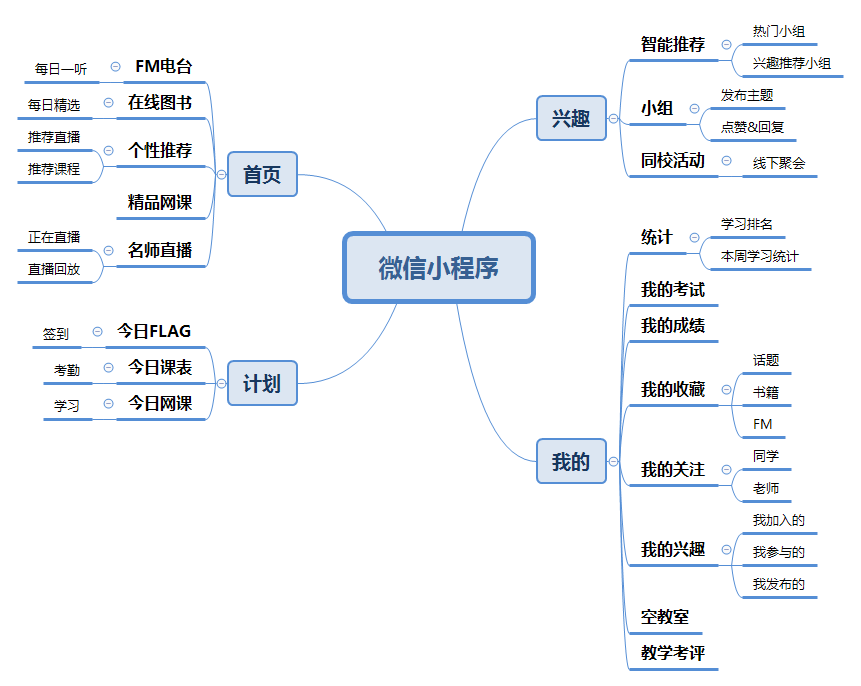 微信小程序
首页
FM电台
每日一听
在线图书
每日精选
个性推荐
推荐直播
推荐课程
精品网课
名师直播
正在直播
直播回放
计划
今日FLAG
签到
今日课表
考勤
今日网课
学习
兴趣
智能推荐
热门小组
兴趣推荐小组
小组
发布主题
点赞&回复
同校活动
线下聚会
我的
统计
学习排名
本周学习统计
我的考试
我的成绩
我的收藏
话题
书籍
FM
我的关注
同学
老师
我的兴趣
我加入的
我参与的
我发布的
空教室
教学考评